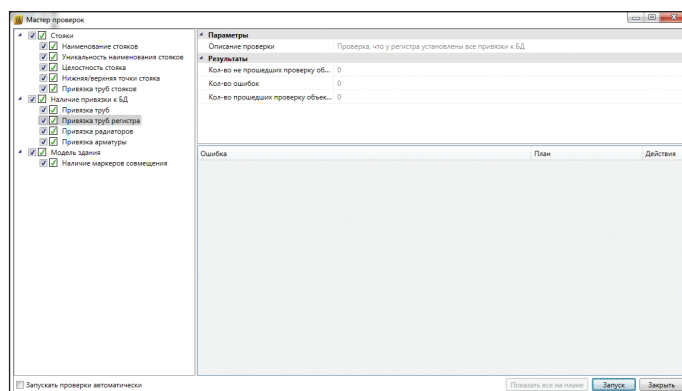 Мастер проверок
Стояки
Наименование стояков
Уникальность наименования стояков
Целостность стояка
Нижняя/верхняя точки стояка
Привязка труб стояков
Наличие привязки к БД
Привязка труб
Привязка труб регистра
Привязка радиаторов
Привязка арматуры
Модель здания
Наличие маркеров совмещения
Параметры
Описание проверки Проверка, что у регистра установлены все привязки к БД
Результаты
Кол-во не прошедших проверку об... 0
Кол-во ошибок 0
Кол-во прошедших проверку объек... 0
Ошибка План Действия
Запускать проверки автоматически Показать все на плане Запуск Закрыть